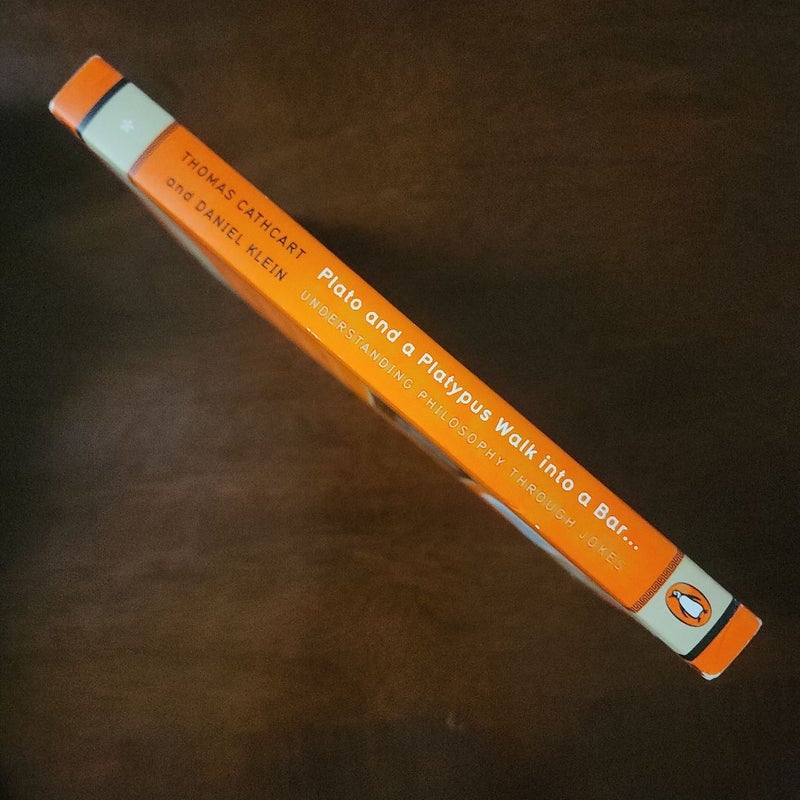 THOMAS CATHCART
and DANIEL KLEIN
Plato and a Platypus Walk into a Bar...
UNDERSTANDING PHILOSOPHY THROUGH JOKES